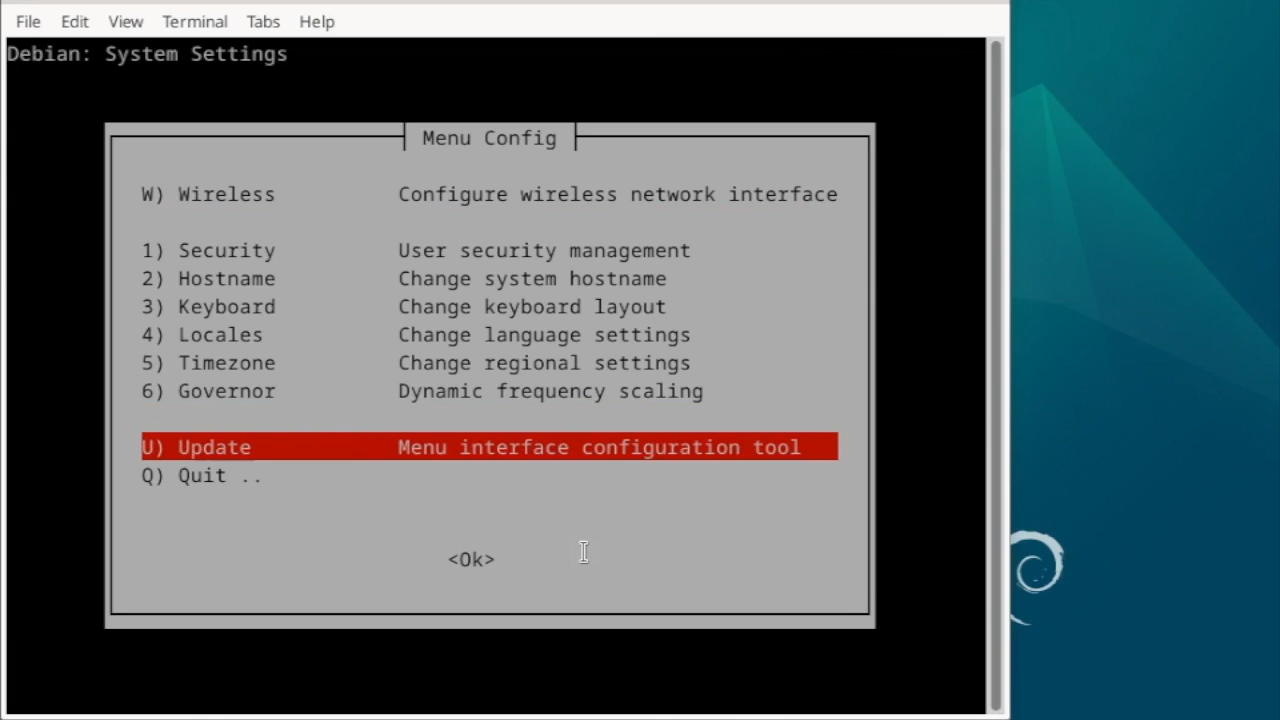 File Edit View Terminal Tabs Help
Debian: System Settings
Menu Config
W) Wireless Configure wireless network interface
1) Security User security management
2) Hostname Change system hostname
3) Keyboard Change keyboard layout
4) Locales Change language settings
5) Timezone Change regional settings
6) Governor Dynamic frequency scaling
U) Update Menu interface configuration tool
Q) Quit ..
<Ok>